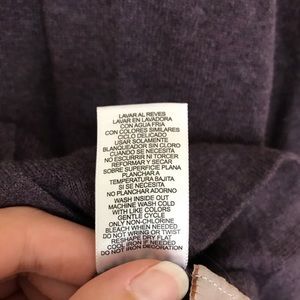 LAVAR AL REVES
LAVAR EN LAVADORA
CON AGUA FRIA
CON COLORES SIMILARES
CICLO DELICADO
USAR SOLAMENTE
BLANQUEADOR SIN CLORO
CUANDO SE NECESITA
NO ESCURRIR NI TORCER
REFORMAR Y SECAR
SOBRE SUPERFICIE PLANA
PLANCHAR A
TEMPERATURA BAJITA
SI SE NECESITA
NO PLANCHAR ADORNO
WASH INSIDE OUT
MACHINE WASH COLD
WITH LIKE COLORS
GENTLE CYCLE
ONLY NON-CHLORINE
BLEACH WHEN NEEDED
DO NOT WRING OR TWIST
RESHAPE DRY FLAT
COOL IRON IF NEEDED
DO NOT IRON DECORATION